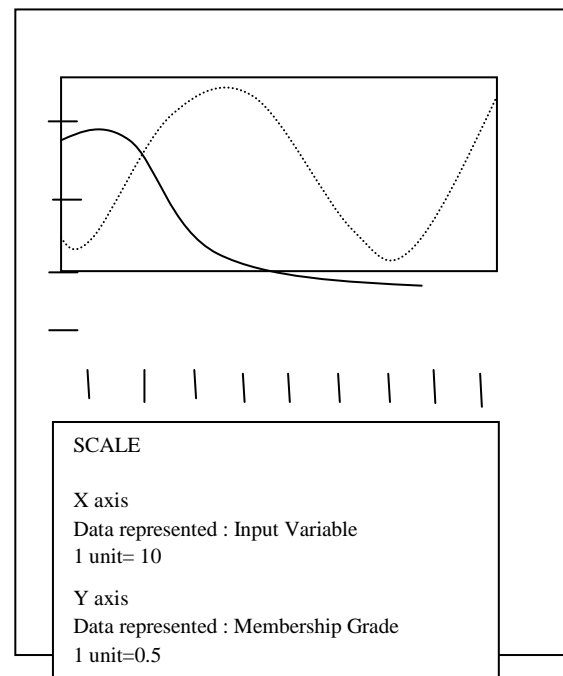 SCALE
X axis
Data represented : Input Variable
1 unit= 10
Y axis
Data represented : Membership Grade
1 unit=0.5